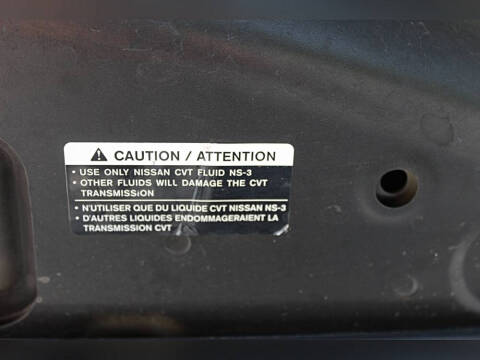 CAUTION / ATTENTION
• USE ONLY NISSAN CVT FLUID NS-3
• OTHER FLUIDS WILL DAMAGE THE CVT
TRANSMISSION
• N'UTILISER QUE DU LIQUIDE CVT NISSAN NS-3
• D'AUTRES LIQUIDES ENDOMMAGERAIENT LA
TRANSMISSION CVT